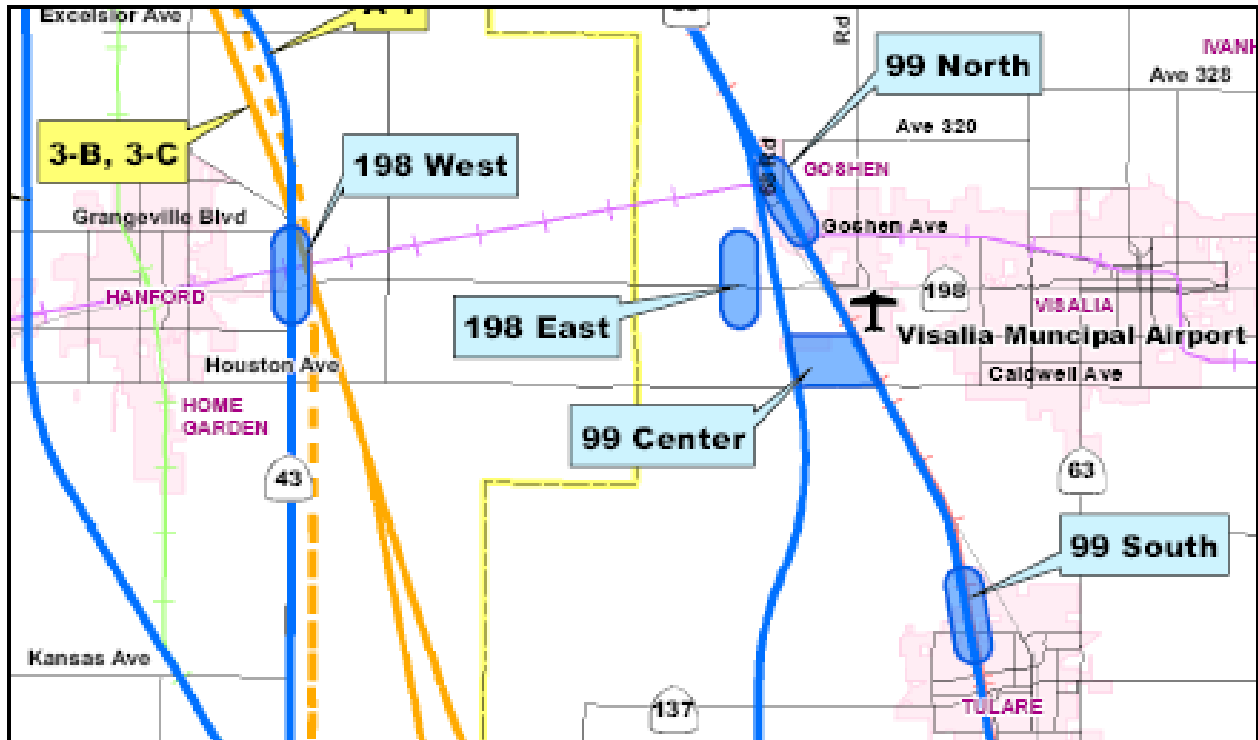 Excelsior Ave
99 North
IVANH
Ave 328
Rd
3-B, 3-C
198 West
Ave 320
68 Rd
GOSHEN
Grangeville Blvd
Goshen Ave
HANFORD
198 East
198
VISALIA
Visalia Muncipal Airport
Houston Ave
Caldwell Ave
HOME
GARDEN
99 Center
43
63
99 South
Kansas Ave
137
TULARE